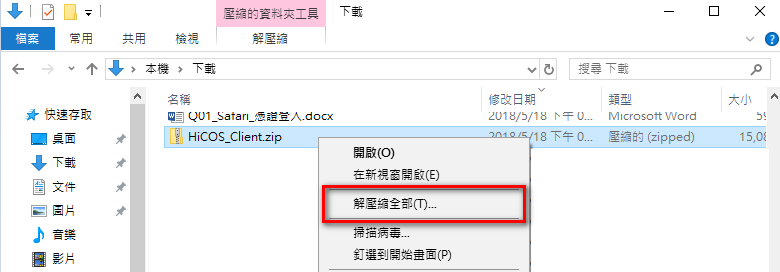 壓縮的資料夾工具 下載
檔案 常用 共用 檢視 解壓縮
本機 下載 搜尋 下載
名稱 修改日期 類型 大小
快速存取
Q01_Safari_憑證登入.docx 2018/5/18 下午 0... Microsoft Word 59
桌面
HiCOS_Client.zip 2018/5/18 下午 0... 壓縮的 (zipped) 15,08
下載
文件
圖片
音樂
影片
開啟(O)
在新視窗開啟(E)
解壓縮全部(T)...
掃描病毒...
釘選到開始畫面(P)